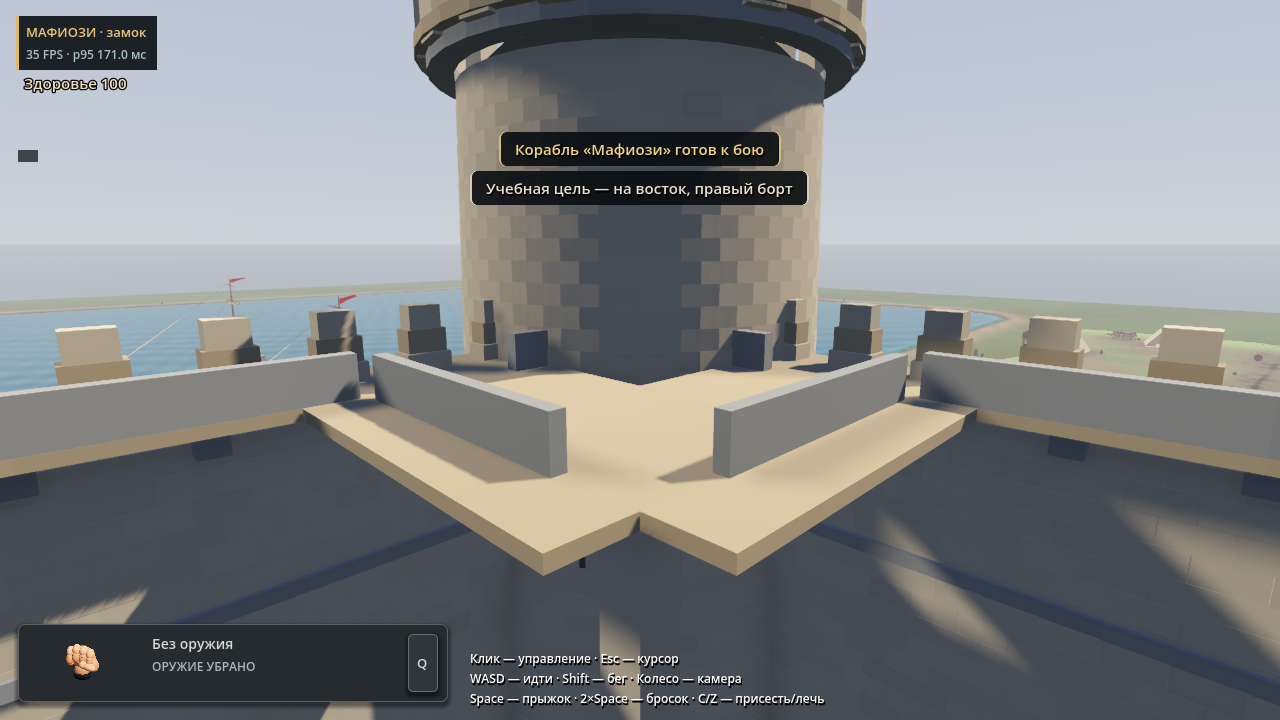 МАФИОЗИ · замок
35 FPS · p95 171.0 мс
Здоровье 100
Корабль «Мафиози» готов к бою
Учебная цель — на восток, правый борт
Без оружия
ОРУЖИЕ УБРАНО
Q
Клик — управление · Esc — курсор
WASD — идти · Shift — бег · Колесо — камера
Space — прыжок · 2×Space — бросок · C/Z — присесть/лечь